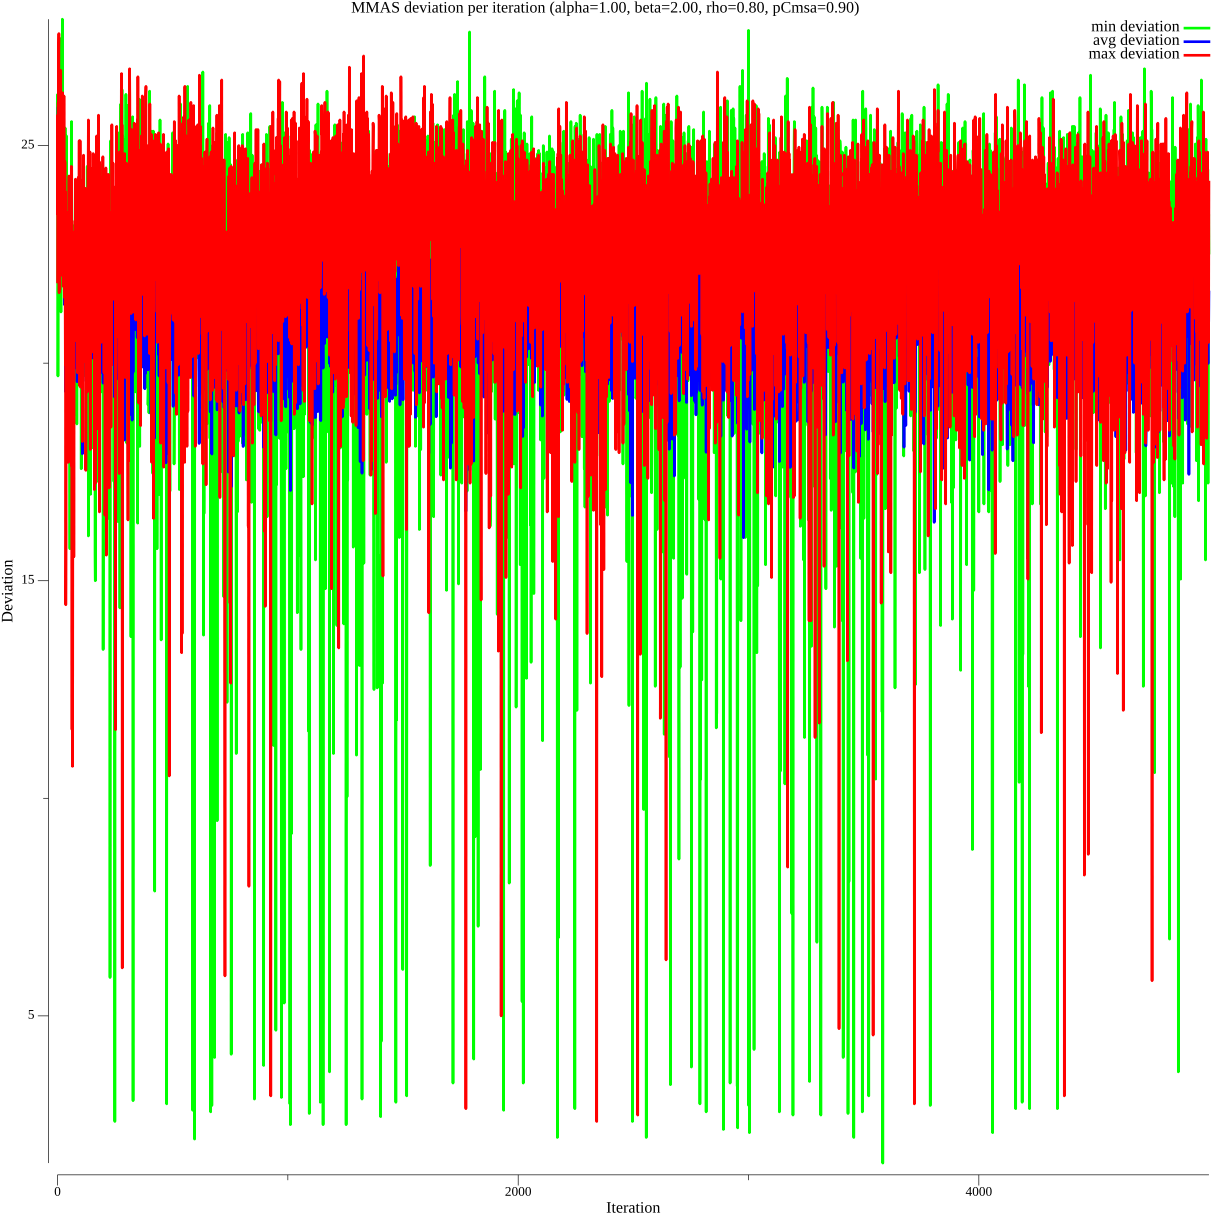 MMAS deviation per iteration (alpha=1.00, beta=2.00, rho=0.80, pCmsa=0.90)
min deviation
avg deviation
max deviation
25
15
5
Deviation
0
2000
4000
Iteration